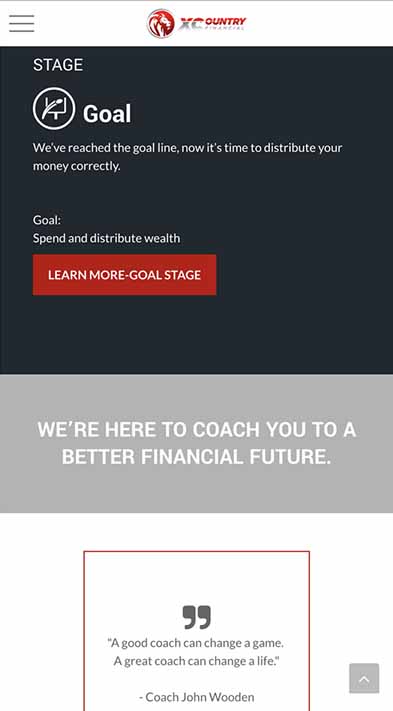 XCOUNTRY
FINANCIAL
STAGE
Goal
We’ve reached the goal line, now it’s time to distribute your
money correctly.
Goal:
Spend and distribute wealth
LEARN MORE-GOAL STAGE
WE’RE HERE TO COACH YOU TO A
BETTER FINANCIAL FUTURE.
"A good coach can change a game.
A great coach can change a life."
- Coach John Wooden